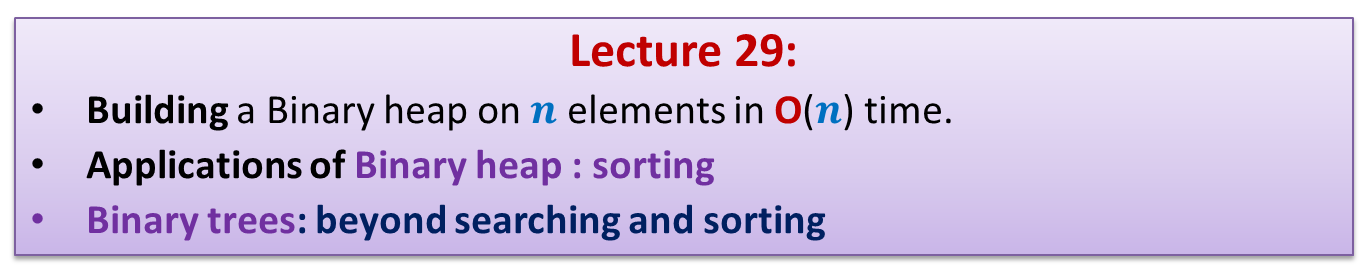 Lecture 29:
• Building a Binary heap on n elements in O(n) time.
• Applications of Binary heap : sorting
• Binary trees: beyond searching and sorting